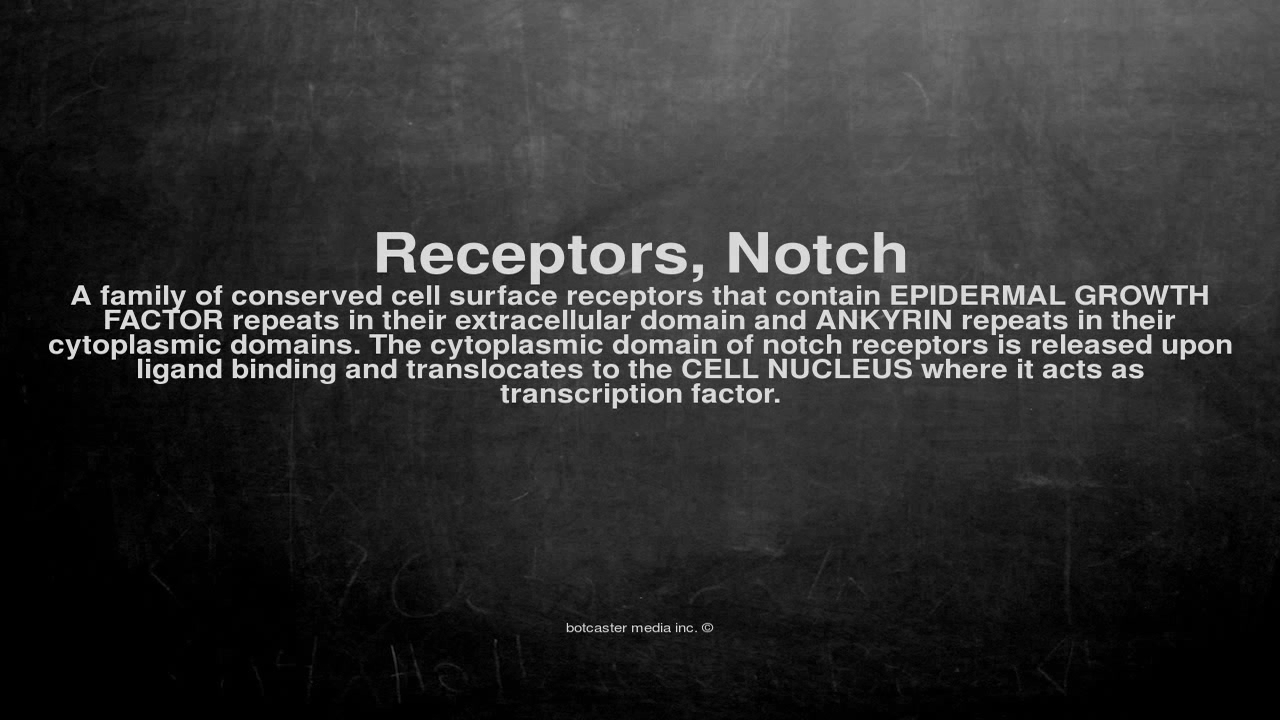 Receptors, Notch
A family of conserved cell surface receptors that contain EPIDERMAL GROWTH
FACTOR repeats in their extracellular domain and ANKYRIN repeats in their
cytoplasmic domains. The cytoplasmic domain of notch receptors is released upon
ligand binding and translocates to the CELL NUCLEUS where it acts as
transcription factor.
botcaster media inc. ©